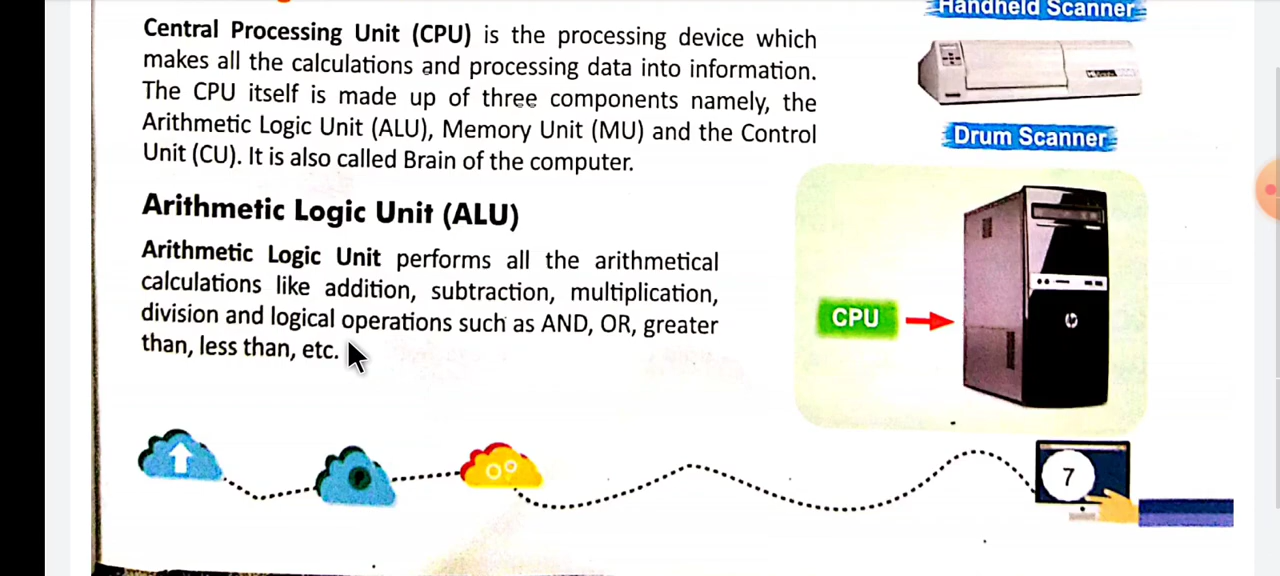 Handheld Scanner
Central Processing Unit (CPU) is the processing device which
makes all the calculations and processing data into information.
The CPU itself is made up of three components namely, the
Arithmetic Logic Unit (ALU), Memory Unit (MU) and the Control
Unit (CU). It is also called Brain of the computer.
Drum Scanner
Arithmetic Logic Unit (ALU)
Arithmetic Logic Unit performs all the arithmetical
calculations like addition, subtraction, multiplication,
division and logical operations such as AND, OR, greater
than, less than, etc.
CPU
hp
7